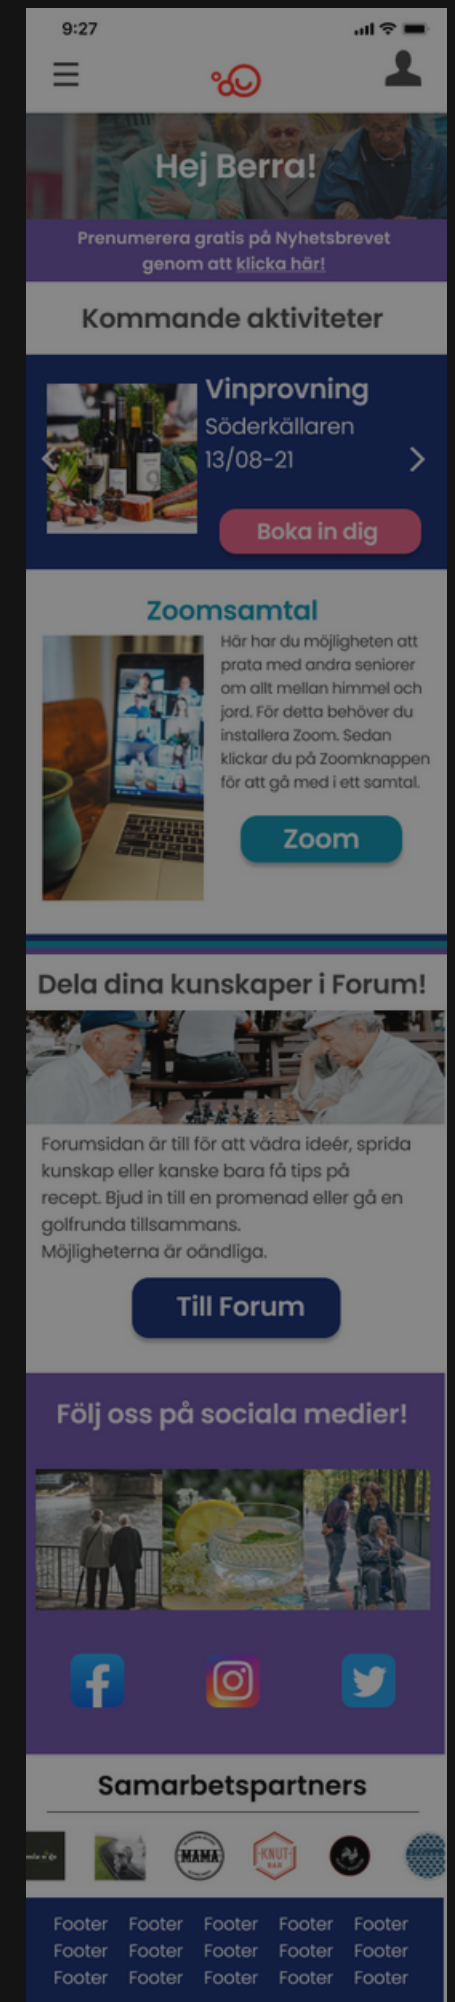 9:27
Hej Berra!
Prenumerera gratis på Nyhetsbrevet
genom att klicka här!
Kommande aktiviteter
Vinprovning
Söderkällaren
13/08-21
Boka in dig
Zoomsamtal
Här har du möjligheten att
prata med andra seniorer
om allt mellan himmel och
jord. För detta behöver du
installera Zoom. Sedan
klickar du på Zoomknappen
för att gå med i ett samtal.
Zoom
Dela dina kunskaper i Forum!
Forumsidan är till för att vädra ideér, sprida
kunskap eller kanske bara få tips på
recept. Bjud in till en promenad eller gå en
golfrunda tillsammans.
Möjligheterna är oändliga.
Till Forum
Följ oss på sociala medier!
Samarbetspartners
MAMA
KNUT
BAR
Footer Footer Footer Footer Footer
Footer Footer Footer Footer Footer
Footer Footer Footer Footer Footer